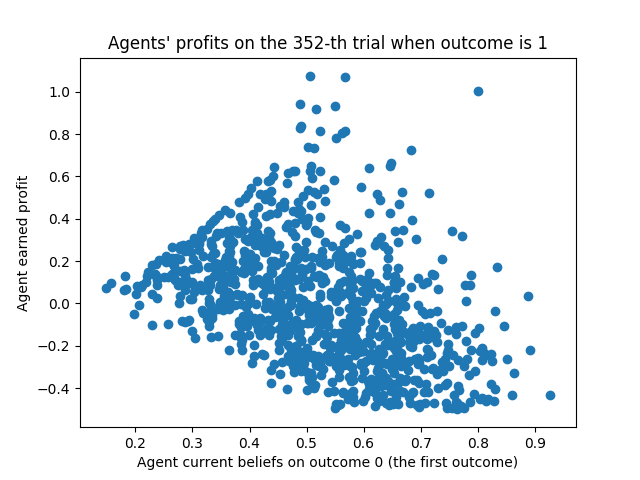 Agents' profits on the 352-th trial when outcome is 1
Agent earned profit
1.0
0.8
0.6
0.4
0.2
0.0
−0.2
−0.4
0.2 0.3 0.4 0.5 0.6 0.7 0.8 0.9
Agent current beliefs on outcome 0 (the first outcome)